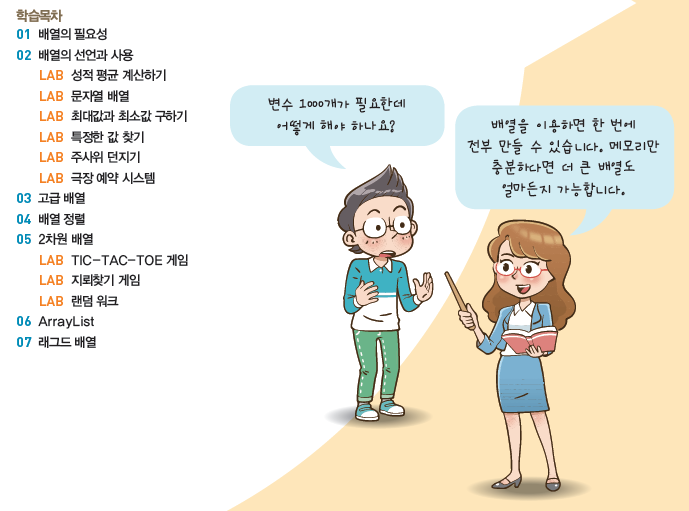 학습목차
01 배열의 필요성
02 배열의 선언과 사용
LAB 성적 평균 계산하기
LAB 문자열 배열
LAB 최대값과 최소값 구하기
LAB 특정한 값 찾기
LAB 주사위 던지기
LAB 극장 예약 시스템
03 고급 배열
04 배열 정렬
05 2차원 배열
LAB TIC-TAC-TOE 게임
LAB 지뢰찾기 게임
LAB 랜덤 워크
06 ArrayList
07 래그드 배열
변수 1000개가 필요한데
어떻게 해야 하나요?
배열을 이용하면 한 번에
전부 만들 수 있습니다. 메모리만
충분하다면 더 큰 배열도
얼마든지 가능합니다.